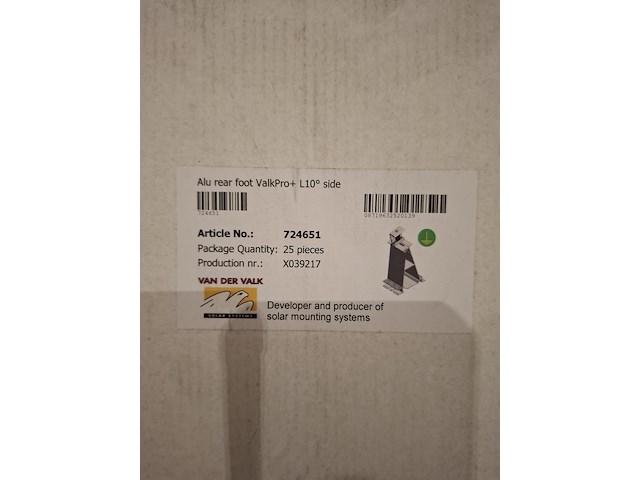 Alu rear foot ValkPro+ L10° side
724651
08719632520139
Article No.: 724651
Package Quantity: 25 pieces
Production nr.: X039217
VAN DER VALK
SOLAR SYSTEMS
Developer and producer of
solar mounting systems